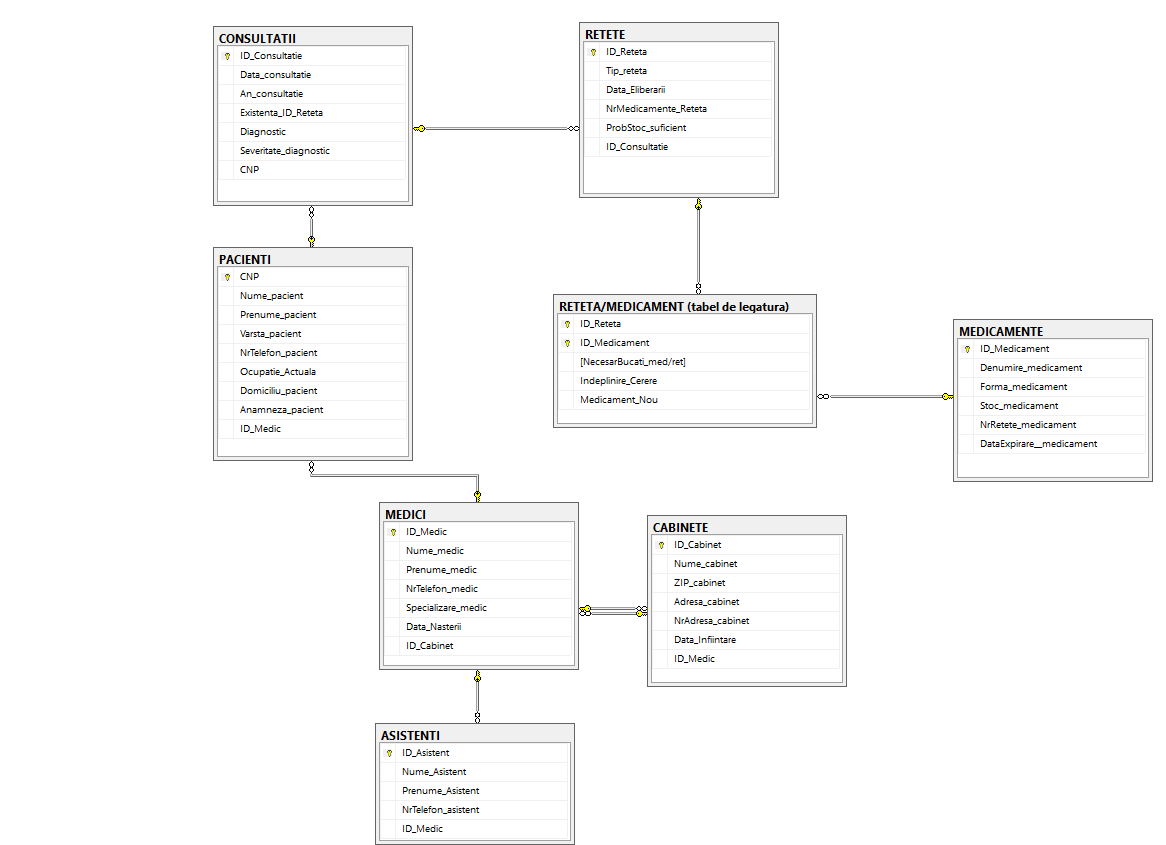 CONSULTATII
ID_Consultatie
Data_consultatie
An_consultatie
Existenta_ID_Reteta
Diagnostic
Severitate_diagnostic
CNP
RETETE
ID_Reteta
Tip_reteta
Data_Eliberarii
NrMedicamente_Reteta
ProbStoc_suficient
ID_Consultatie
PACIENTI
CNP
Nume_pacient
Prenume_pacient
Varsta_pacient
NrTelefon_pacient
Ocupatie_Actuala
Domiciliu_pacient
Anamneza_pacient
ID_Medic
RETETA/MEDICAMENT (tabel de legatura)
ID_Reteta
ID_Medicament
[NecesarBucati_med/ret]
Indeplinire_Cerere
Medicament_Nou
MEDICAMENTE
ID_Medicament
Denumire_medicament
Forma_medicament
Stoc_medicament
NrRetete_medicament
DataExpirare__medicament
MEDICI
ID_Medic
Nume_medic
Prenume_medic
NrTelefon_medic
Specializare_medic
Data_Nasterii
ID_Cabinet
CABINETE
ID_Cabinet
Nume_cabinet
ZIP_cabinet
Adresa_cabinet
NrAdresa_cabinet
Data_Infiintare
ID_Medic
ASISTENTI
ID_Asistent
Nume_Asistent
Prenume_Asistent
NrTelefon_asistent
ID_Medic